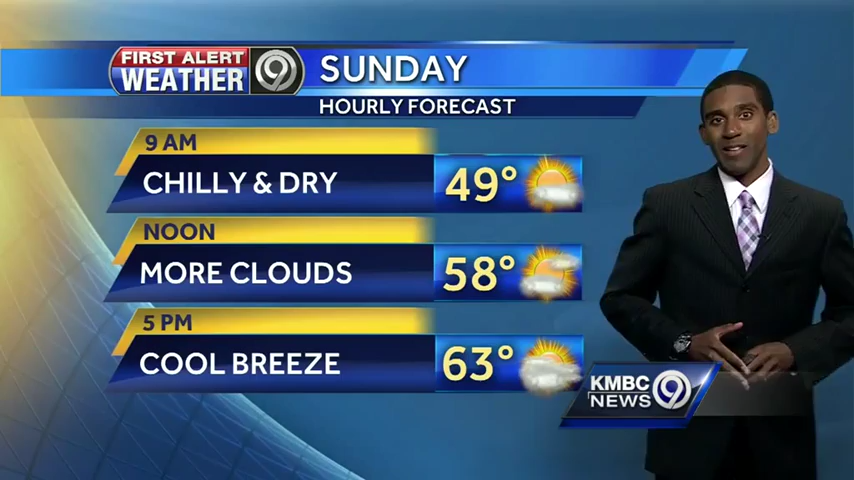 FIRST ALERT
WEATHER 9
SUNDAY
HOURLY FORECAST
9 AM
CHILLY & DRY 49°
NOON
MORE CLOUDS 58°
5 PM
COOL BREEZE 63°
KMBC
NEWS 9